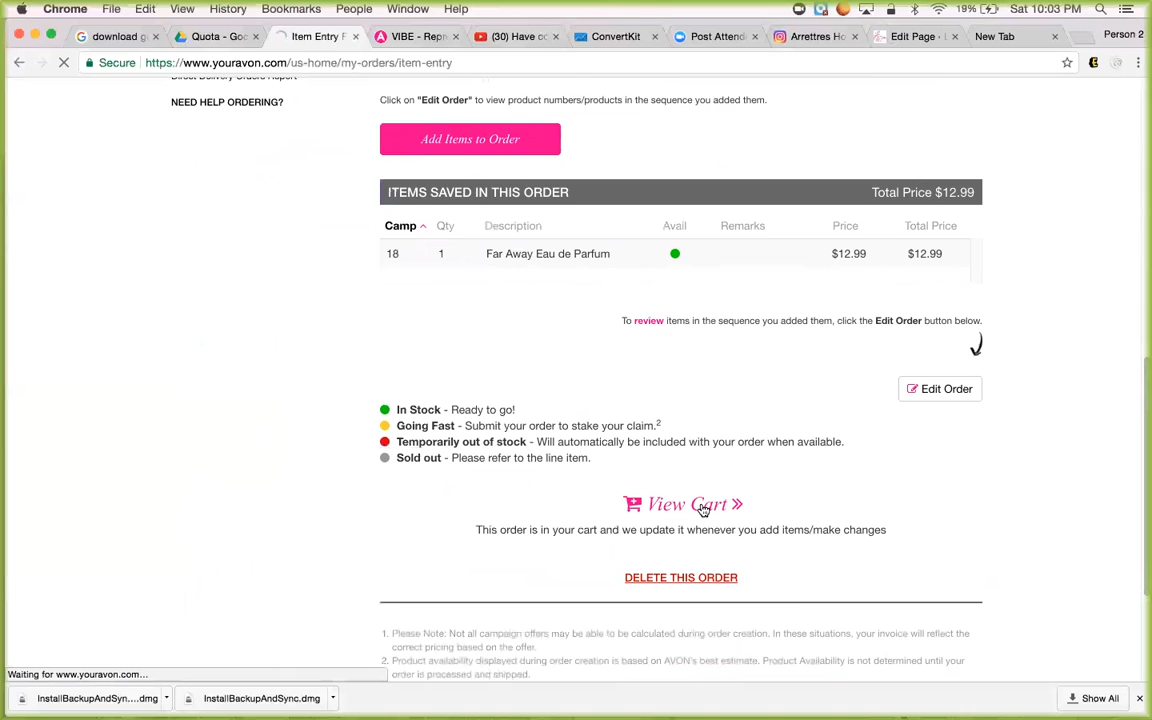 Chrome File Edit View History Bookmarks People Window Help 19% Sat 10:03 PM
download g Quota - Goo Item Entry F VIBE - Repr (30) Have co ConvertKit Post Attend Arrettres Ho Edit Page ‹ L New Tab Person 2
Secure https://www.youravon.com/us-home/my-orders/item-entry
Direct Delivery Orders Report
NEED HELP ORDERING?
Click on "Edit Order" to view product numbers/products in the sequence you added them.
Add Items to Order
ITEMS SAVED IN THIS ORDER Total Price $12.99
Camp Qty Description Avail Remarks Price Total Price
18 1 Far Away Eau de Parfum $12.99 $12.99
To review items in the sequence you added them, click the Edit Order button below.
Edit Order
In Stock - Ready to go!
Going Fast - Submit your order to stake your claim.2
Temporarily out of stock - Will automatically be included with your order when available.
Sold out - Please refer to the line item.
View Cart »
This order is in your cart and we update it whenever you add items/make changes
DELETE THIS ORDER
1. Please Note: Not all campaign offers may be able to be calculated during order creation. In these situations, your invoice will reflect the
correct pricing based on the offer.
2. Product availability displayed during order creation is based on AVON's best estimate. Product Availability is not determined until your
order is processed and shipped.
Waiting for www.youravon.com...
InstallBackupAndSyn....dmg InstallBackupAndSync.dmg Show All